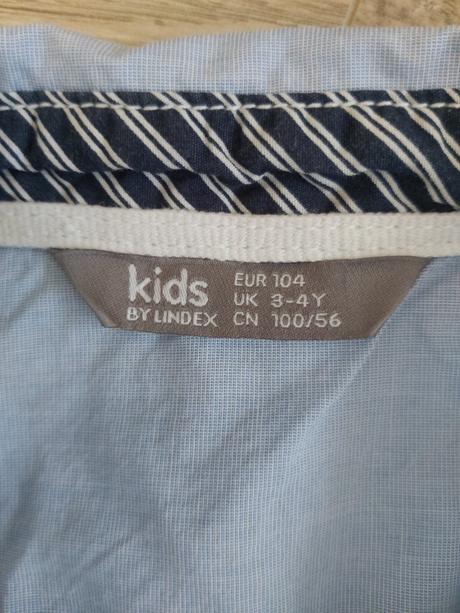 kids
BY LINDEX
EUR 104
UK 3-4Y
CN 100/56